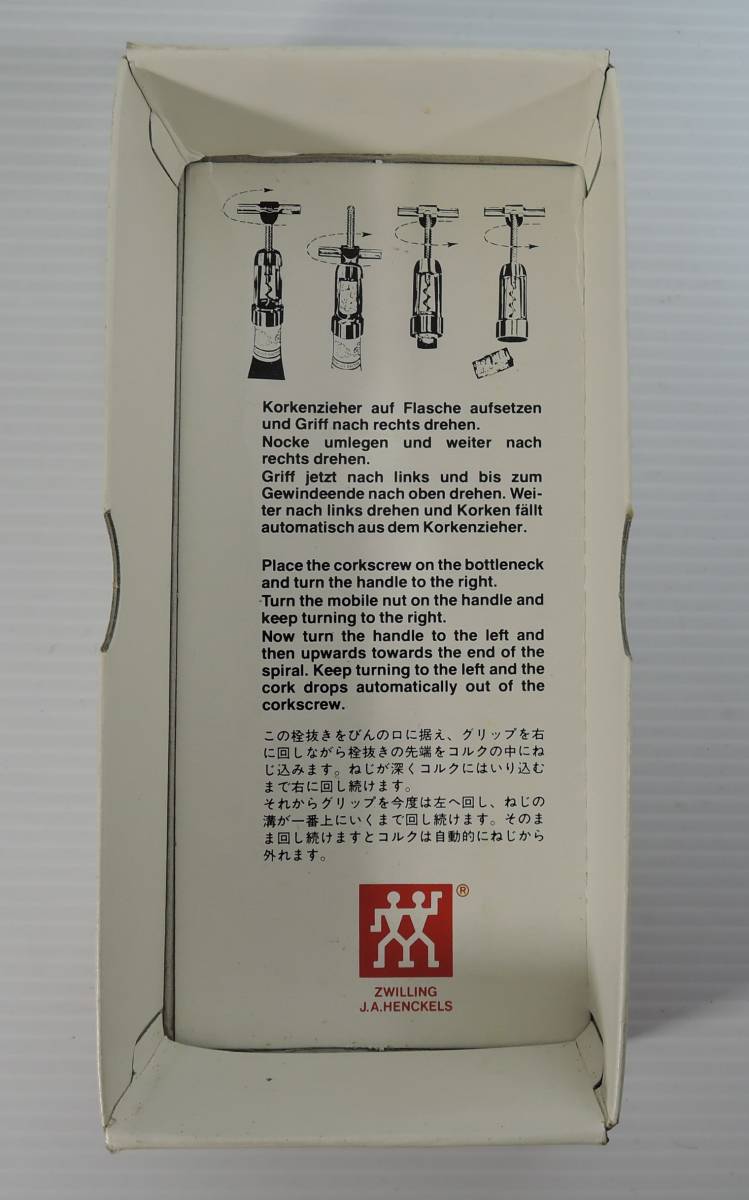 Korkenzieher auf Flasche aufsetzen
und Griff nach rechts drehen.
Nocke umlegen und weiter nach
rechts drehen.
Griff jetzt nach links und bis zum
Gewindeende nach oben drehen. Wei-
ter nach links drehen und Korken fällt
automatisch aus dem Korkenzieher.
Place the corkscrew on the bottleneck
and turn the handle to the right.
Turn the mobile nut on the handle and
keep turning to the right.
Now turn the handle to the left and
then upwards towards the end of the
spiral. Keep turning to the left and the
cork drops automatically out of the
corkscrew.
この栓抜きをびんの口に据え、グリップを右
に回しながら栓抜きの先端をコルクの中にね
じ込みます。ねじが深くコルクにはいり込む
まで右に回し続けます。
それからグリップを今度は左へ回し、ねじの
溝が一番上にいくまで回し続けます。そのま
ま回し続けますとコルクは自動的にねじから
外れます。
®
ZWILLING
J.A.HENCKELS